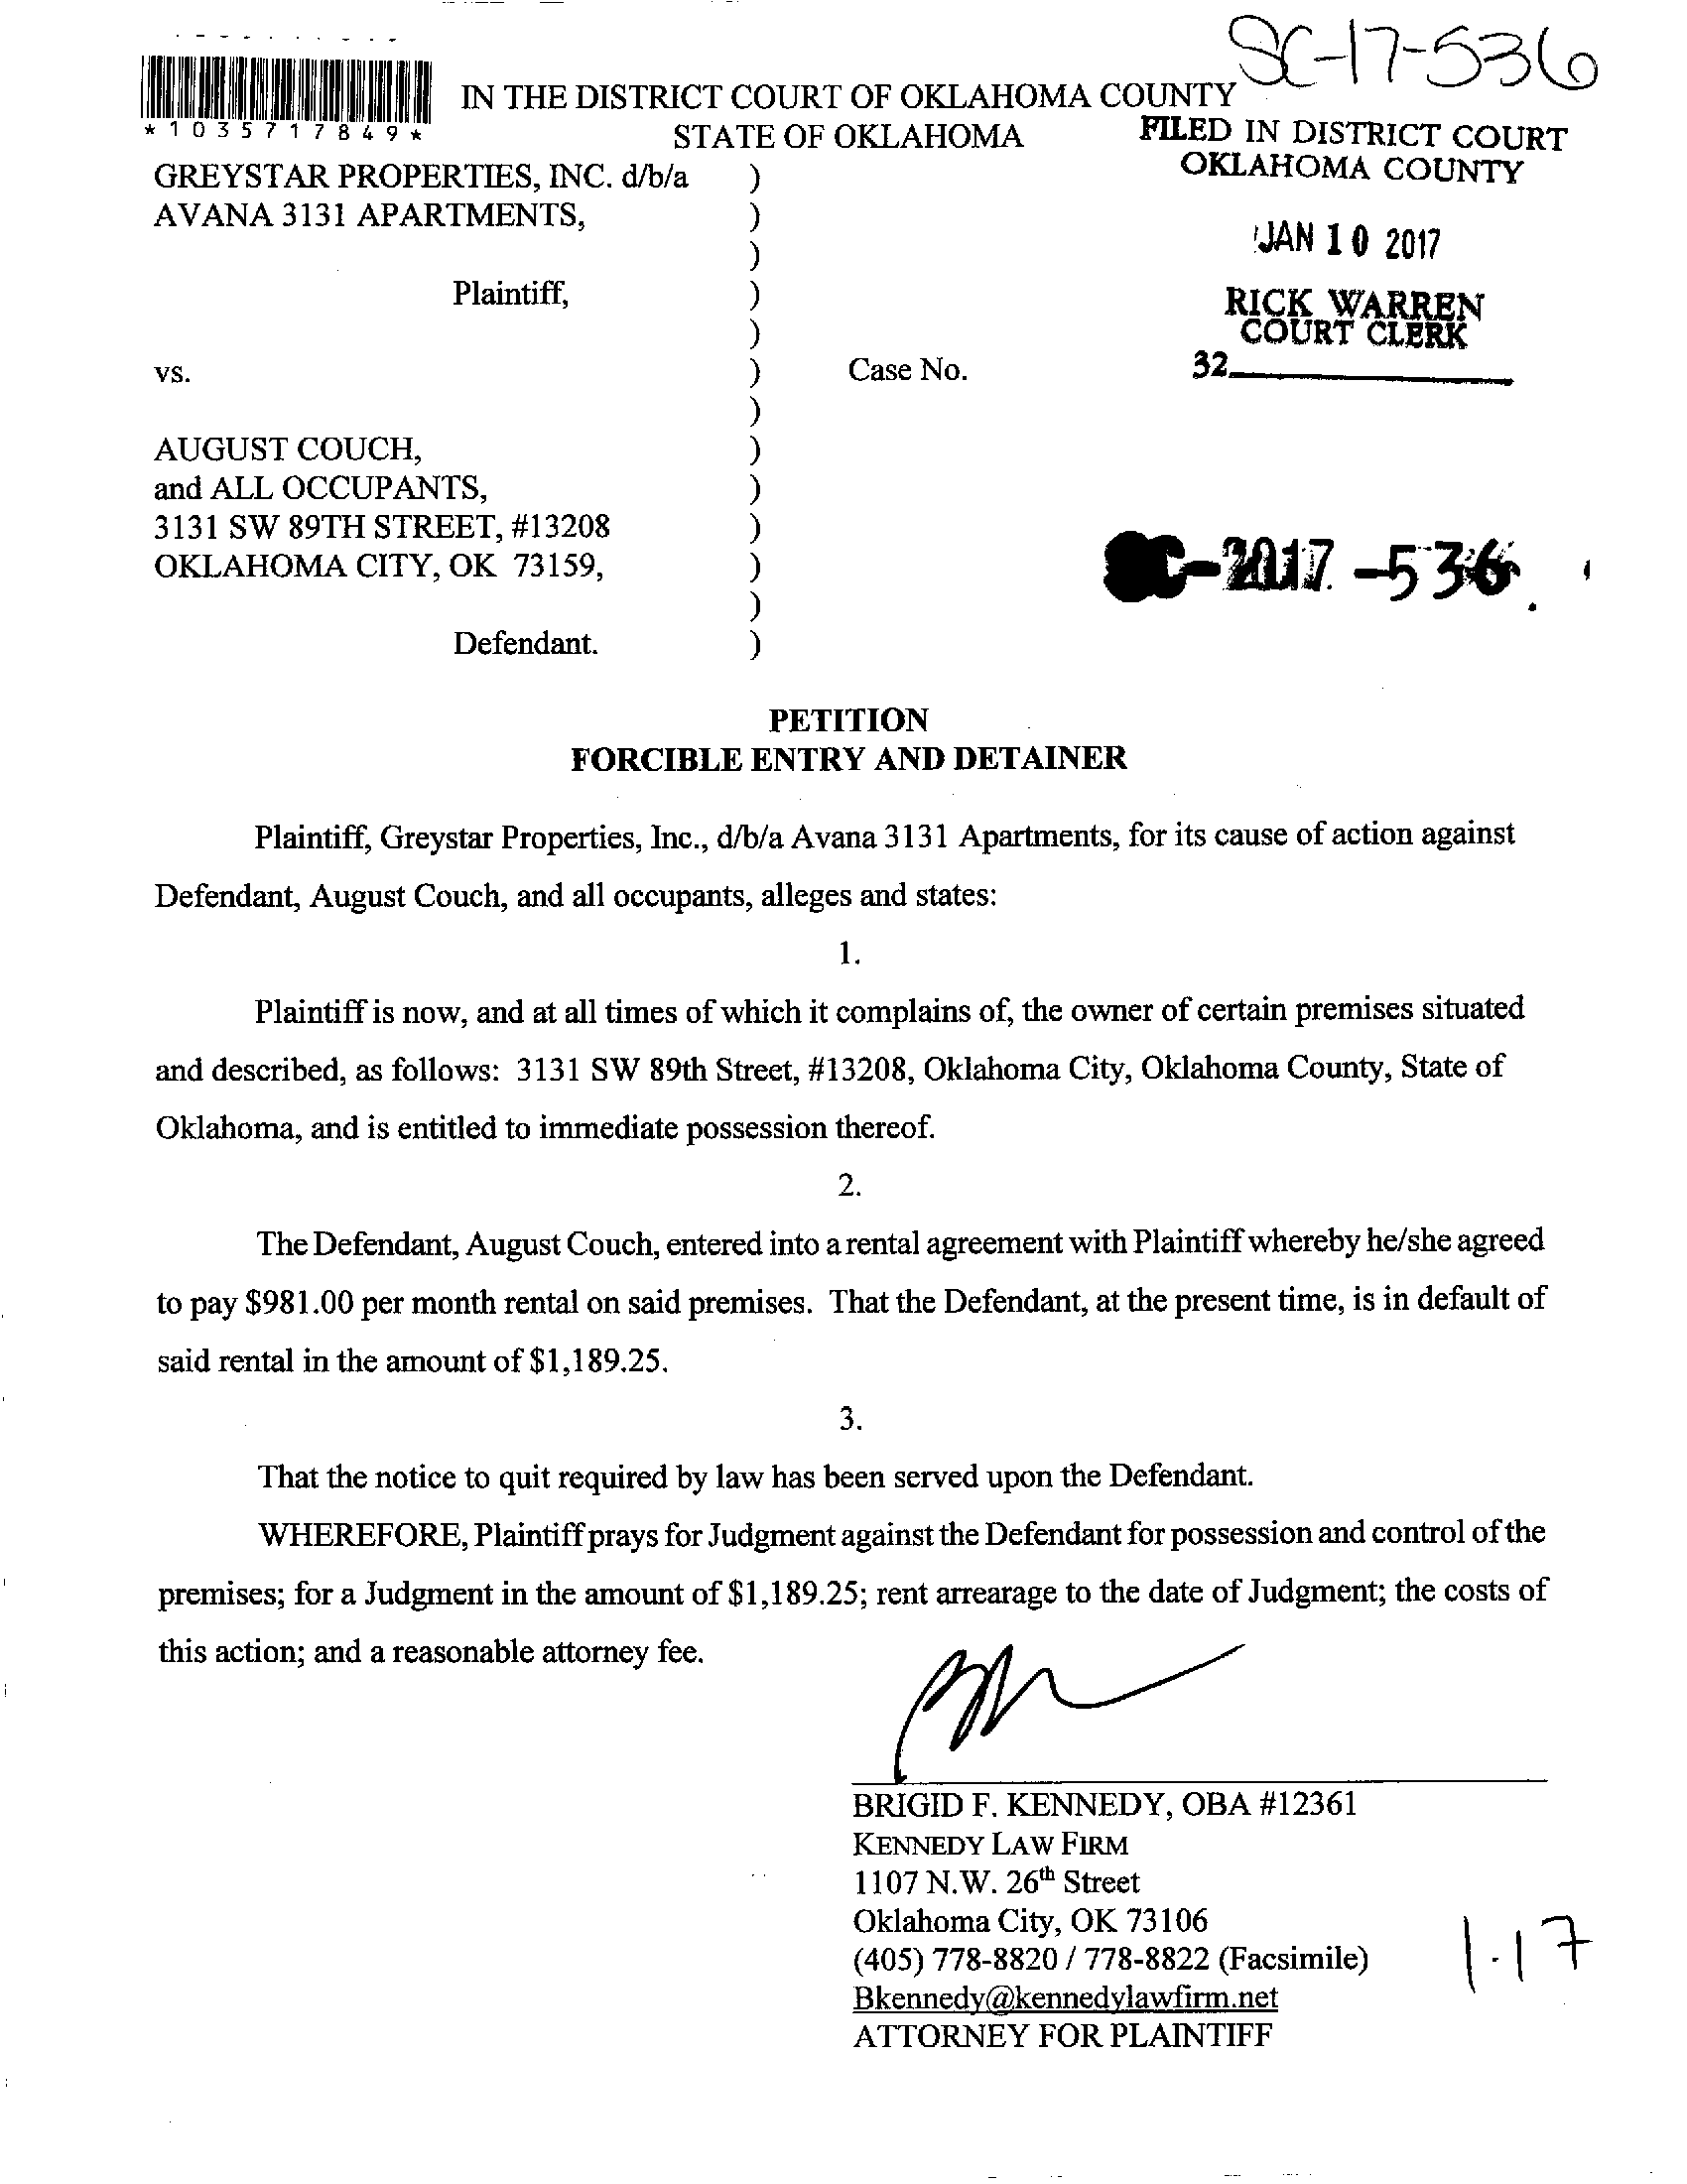 SC-17-536
IN THE DISTRICT COURT OF OKLAHOMA COUNTY
*1035717849*
STATE OF OKLAHOMA
FILED IN DISTRICT COURT
OKLAHOMA COUNTY
GREYSTAR PROPERTIES, INC. d/b/a )
AVANA 3131 APARTMENTS, )
)
JAN 10 2017
Plaintiff, )
RICK WARREN
COURT CLERK
)
vs. ) Case No.
32
)
AUGUST COUCH, )
and ALL OCCUPANTS, )
3131 SW 89TH STREET, #13208 )
OKLAHOMA CITY, OK 73159, )
SC-2017-536
)
Defendant. )
PETITION
FORCIBLE ENTRY AND DETAINER
Plaintiff, Greystar Properties, Inc., d/b/a Avana 3131 Apartments, for its cause of action against
Defendant, August Couch, and all occupants, alleges and states:
1.
Plaintiff is now, and at all times of which it complains of, the owner of certain premises situated
and described, as follows: 3131 SW 89th Street, #13208, Oklahoma City, Oklahoma County, State of
Oklahoma, and is entitled to immediate possession thereof.
2.
The Defendant, August Couch, entered into a rental agreement with Plaintiff whereby he/she agreed
to pay $981.00 per month rental on said premises. That the Defendant, at the present time, is in default of
said rental in the amount of $1,189.25.
3.
That the notice to quit required by law has been served upon the Defendant.
WHEREFORE, Plaintiff prays for Judgment against the Defendant for possession and control of the
premises; for a Judgment in the amount of $1,189.25; rent arrearage to the date of Judgment; the costs of
this action; and a reasonable attorney fee.
BRIGID F. KENNEDY, OBA #12361
KENNEDY LAW FIRM
1107 N.W. 26th Street
Oklahoma City, OK 73106
(405) 778-8820 / 778-8822 (Facsimile)
Bkennedy@kennedylawfirm.net
ATTORNEY FOR PLAINTIFF
1-17